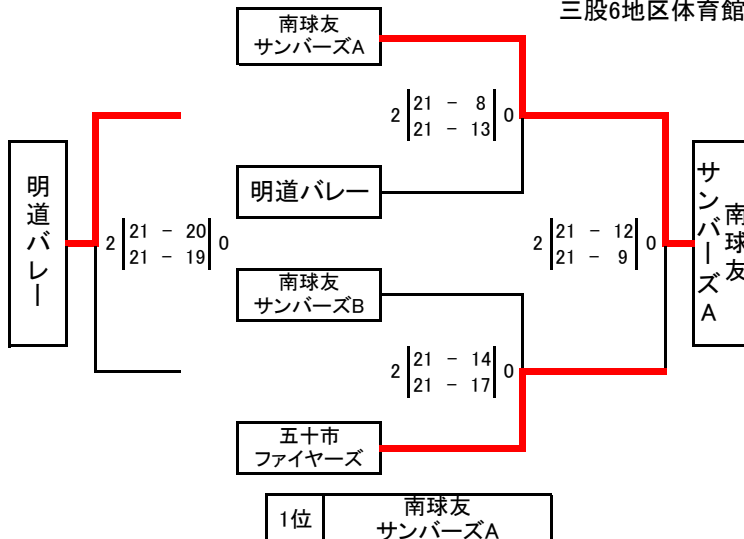 三股6地区体育館
南球友
サンバーズA
2 21 - 8 0
21 - 13
明道バレー
明道バレー
2 21 - 20 0
21 - 19
2 21 - 12 0
21 - 9
南球友
サンバーズA
南球友
サンバーズB
2 21 - 14 0
21 - 17
五十市
ファイヤーズ
1位
南球友
サンバーズA